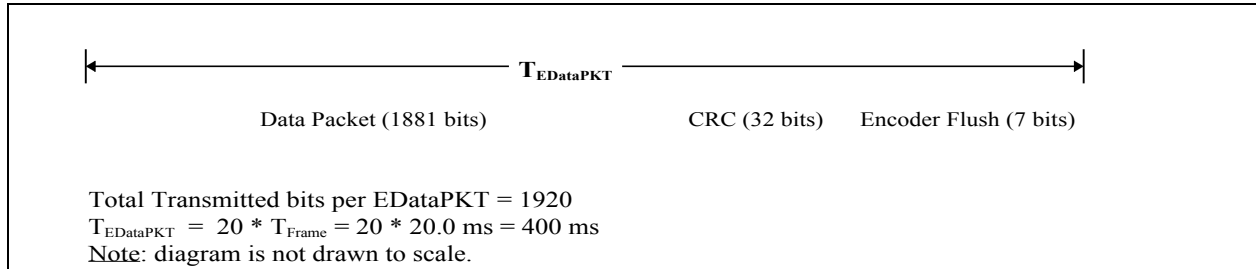 TEDataPKT
Data Packet (1881 bits) CRC (32 bits) Encoder Flush (7 bits)
Total Transmitted bits per EDataPKT = 1920
TEDataPKT = 20 * TFrame = 20 * 20.0 ms = 400 ms
Note: diagram is not drawn to scale.